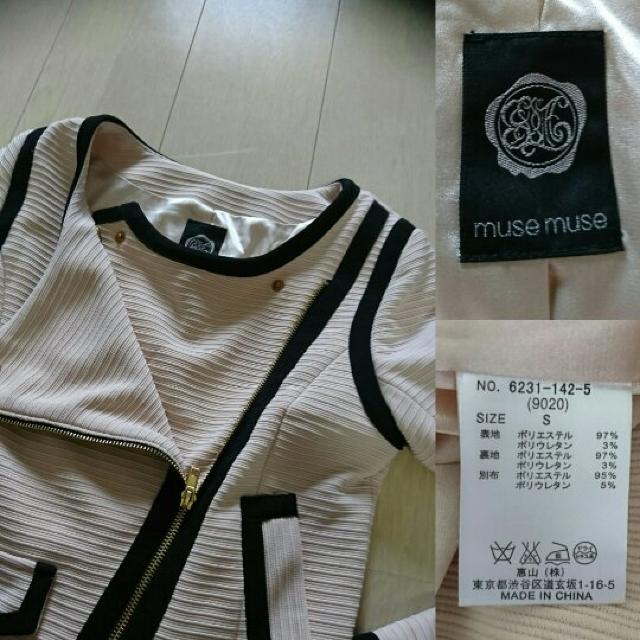 muse muse
NO. 6231-142-5
(9020)
SIZE S
表地 ポリエステル 97%
ポリウレタン 3%
裏地 ポリエステル 97%
ポリウレタン 3%
別布 ポリエステル 95%
ポリウレタン 5%
恵山 (株)
東京都渋谷区道玄坂1-16-5
MADE IN CHINA